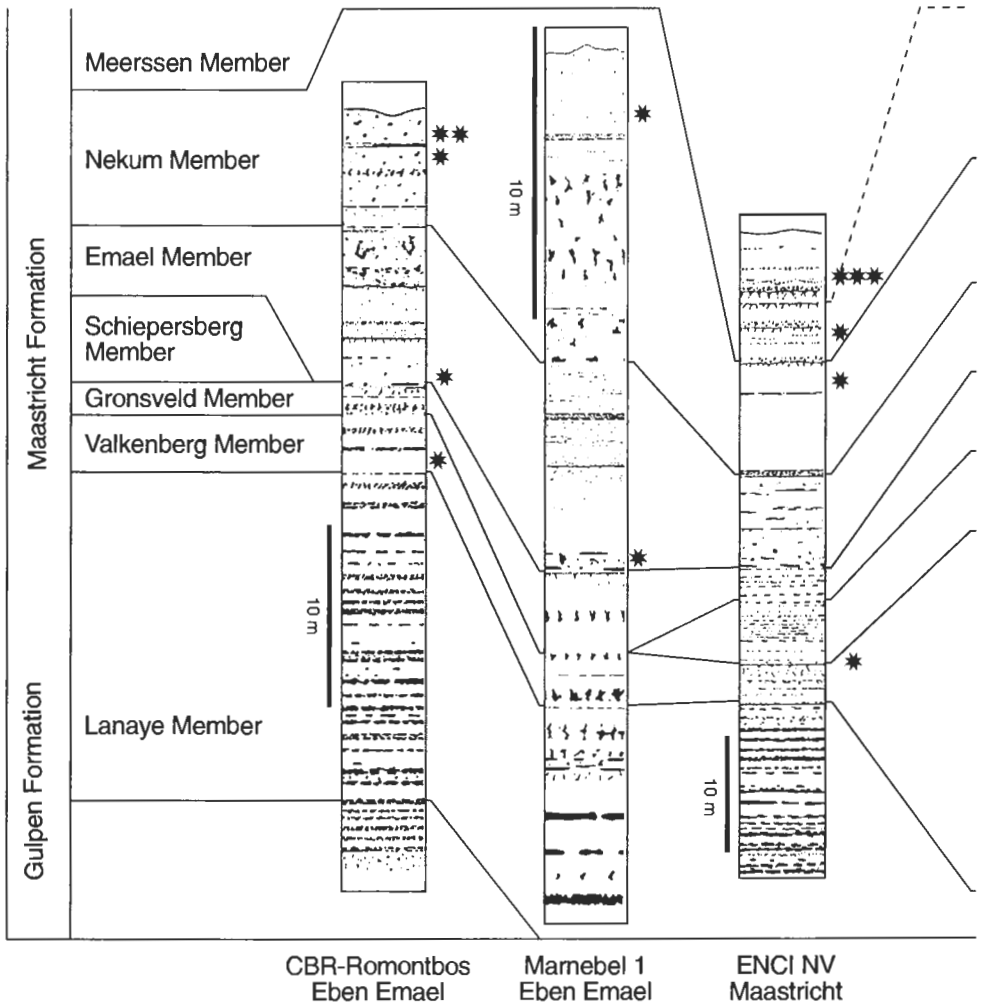 Maastricht Formation
Gulpen Formation
Meerssen Member
Nekum Member
Emael Member
Schiepersberg
Member
Gronsveld Member
Valkenberg Member
Lanaye Member
10 m
10 m
10 m
CBR-Romontbos
Eben Emael
Marnebel 1
Eben Emael
ENCI NV
Maastricht